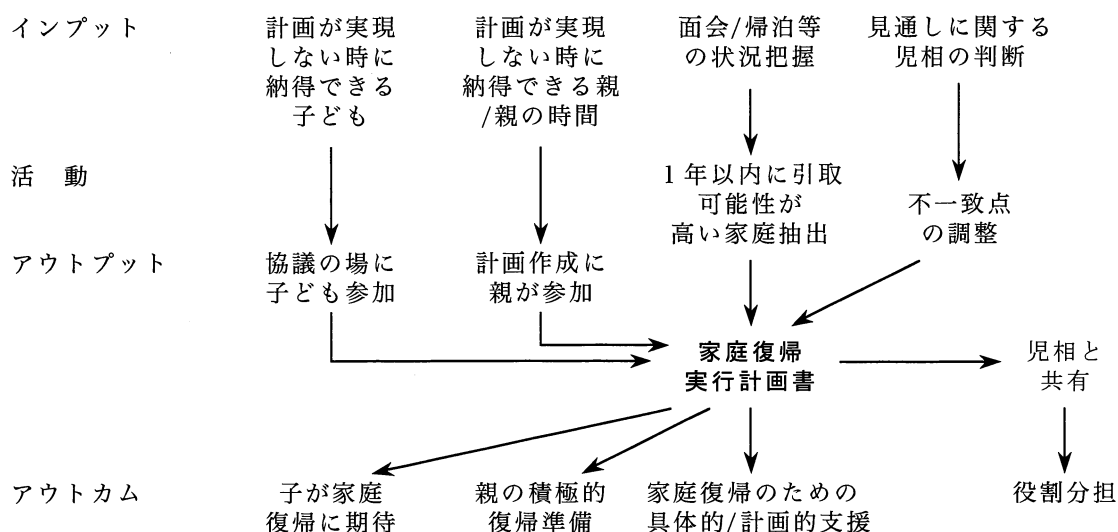 インプット
計画が実現
しない時に
納得できる
子ども
計画が実現
しない時に
納得できる親
/親の時間
面会/帰泊等
の状況把握
見通しに関する
児相の判断
活　動
1年以内に引取
可能性が
高い家庭抽出
不一致点
の調整
アウトプット
協議の場に
子ども参加
計画作成に
親が参加
家庭復帰
実行計画書
児相と
共有
アウトカム
子が家庭
復帰に期待
親の積極的
復帰準備
家庭復帰のための
具体的/計画的支援
役割分担